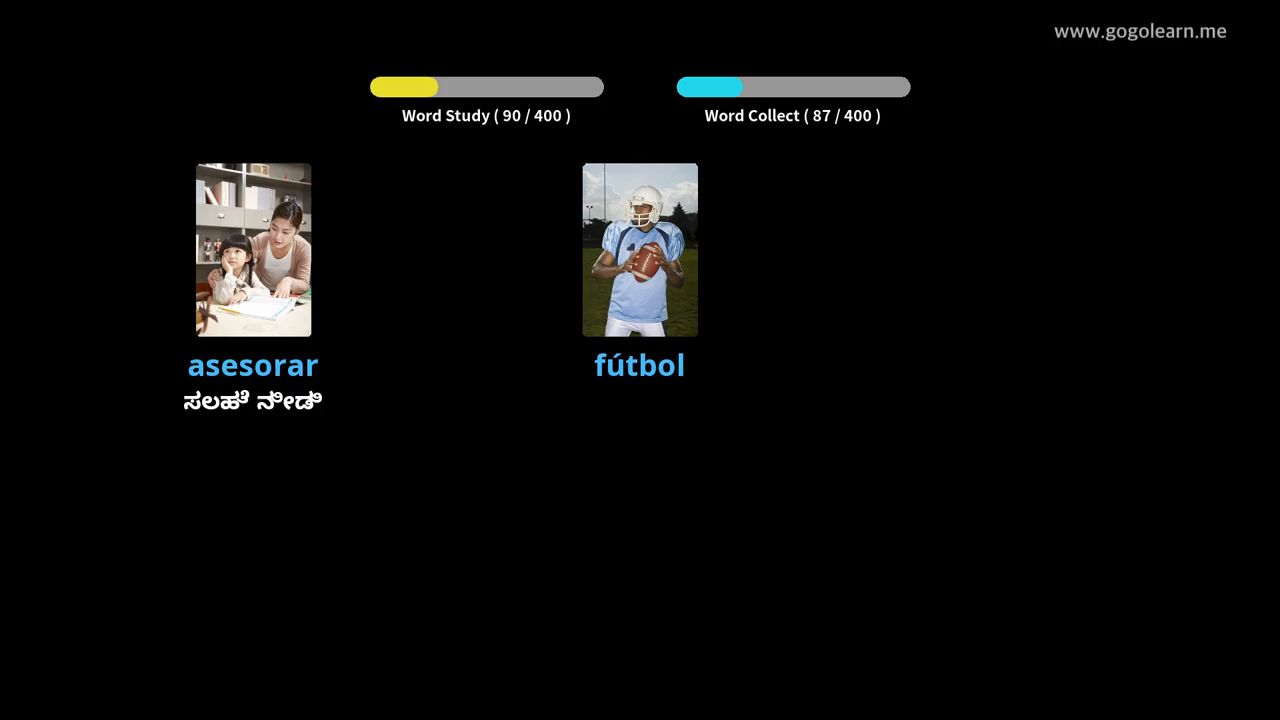 www.gogolearn.me
Word Study ( 90 / 400 )
Word Collect ( 87 / 400 )
asesorar
fútbol
ಸಲಹೆ ನೀಡಿ